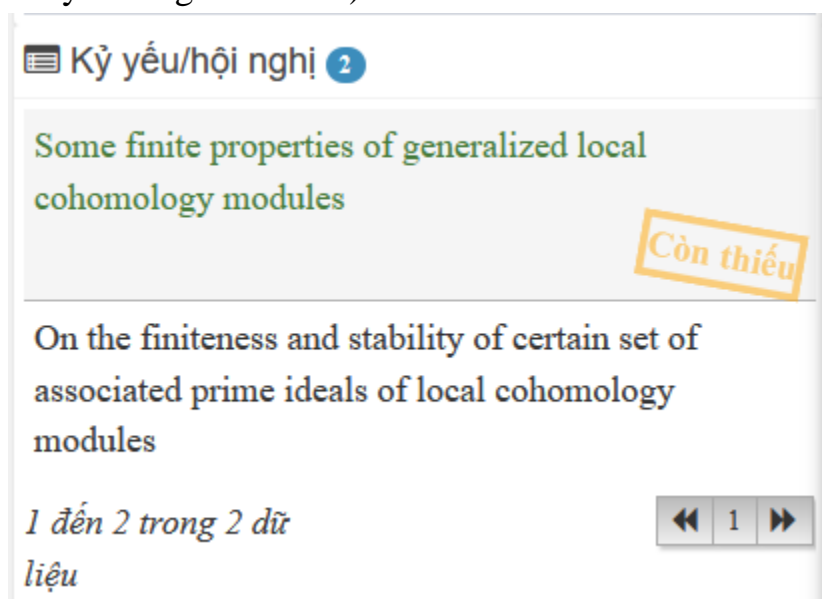 Kỷ yếu/hội nghị 2
Some finite properties of generalized local
cohomology modules
Còn thiếu
On the finiteness and stability of certain set of
associated prime ideals of local cohomology
modules
1 đến 2 trong 2 dữ
liệu
1